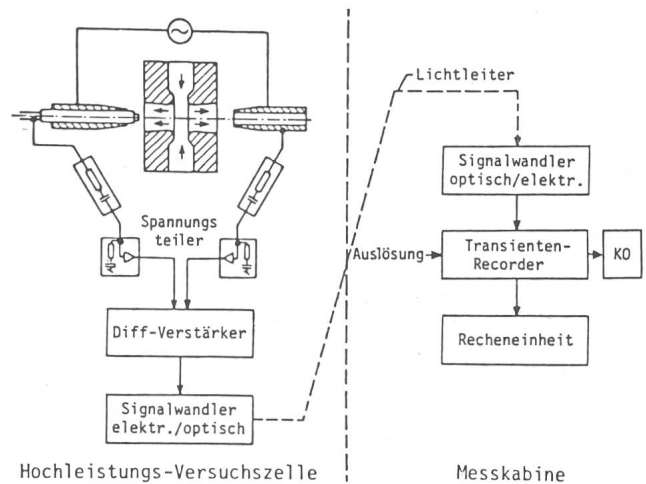 Lichtleiter
Signalwandler
optisch/elektr.
Spannungs
teiler
Auslösung
Transienten-
Recorder
KO
Diff-Verstärker
Recheneinheit
Signalwandler
elektr./optisch
Hochleistungs-Versuchszelle
Messkabine